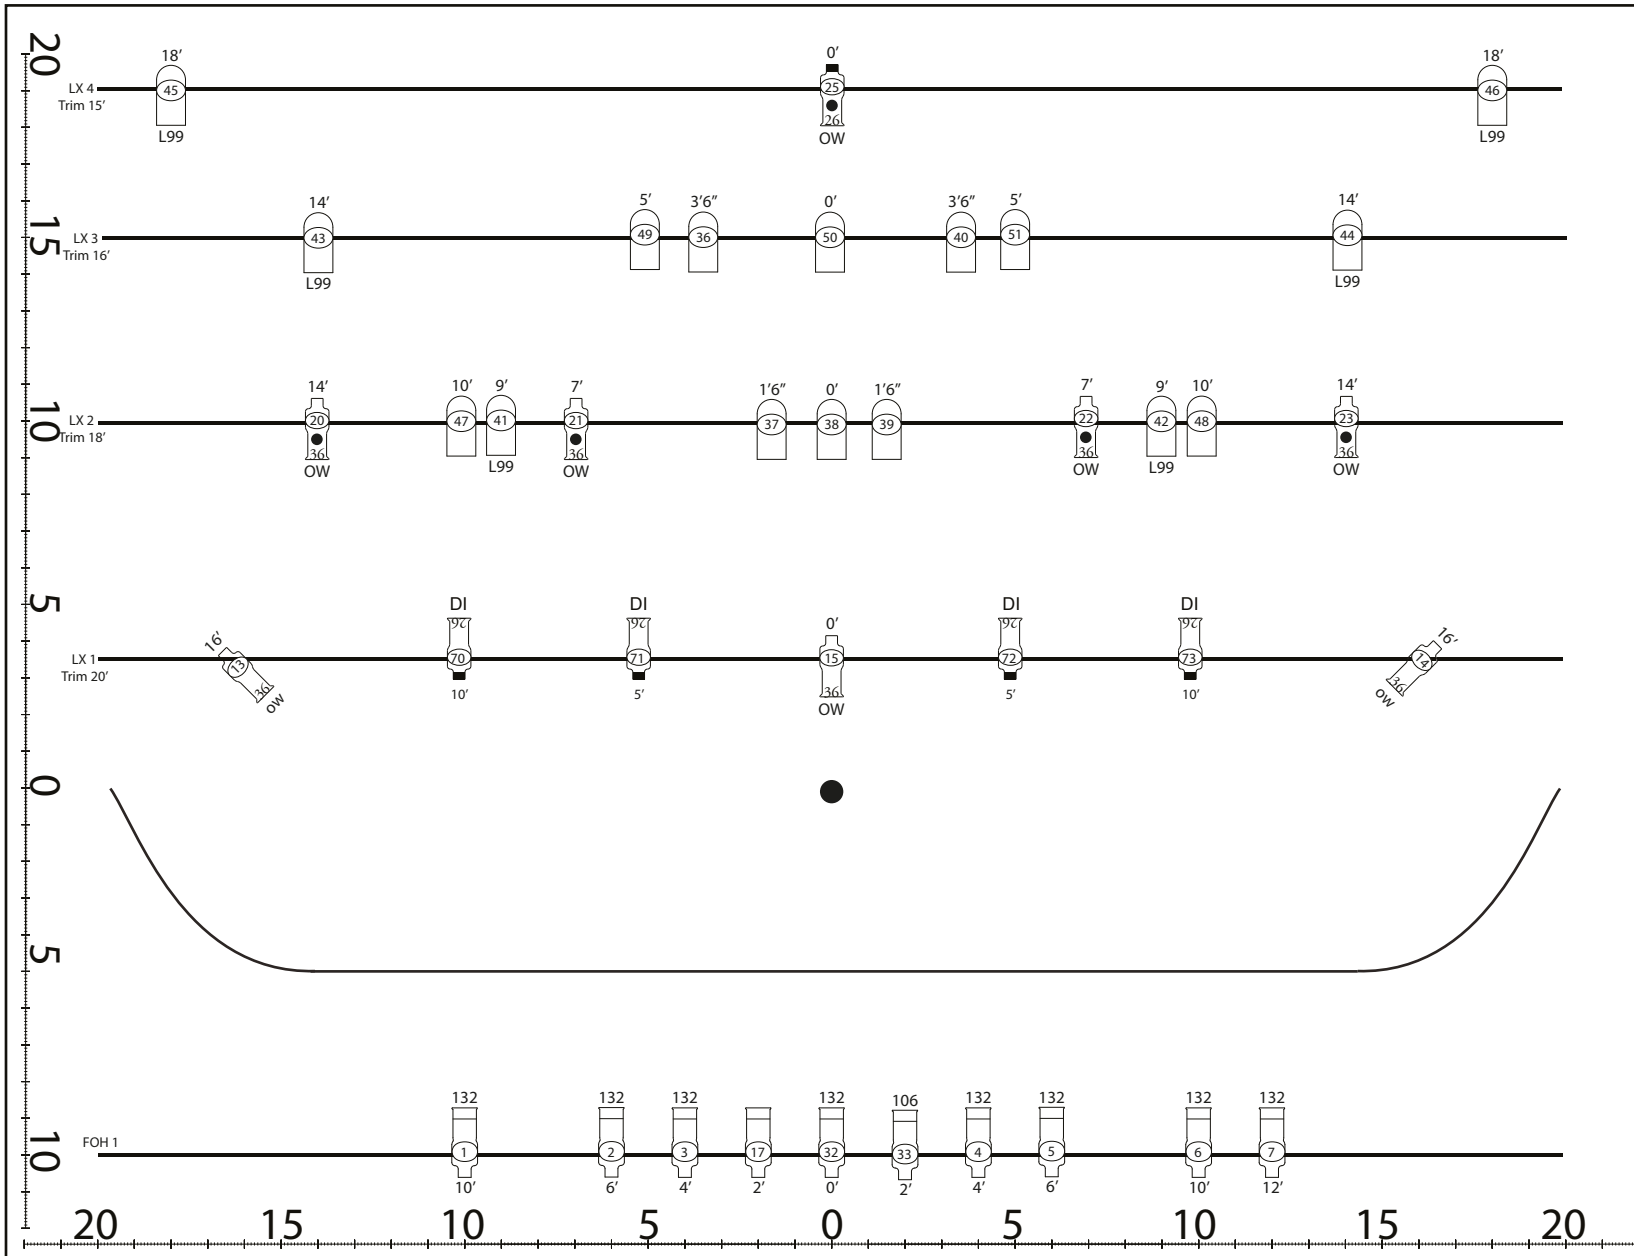 20
18’ 0’ 18’
LX 4 45 25 46
Trim 15’ 26
L99 OW L99
14’ 5’ 3’6’’ 0’ 3’6’’ 5’ 14’
15
LX 3 43 49 36 50 40 51 44
Trim 16’
L99 L99
14’ 10’ 9’ 7’ 1’6’’ 0’ 1’6’’ 7’ 9’ 10’ 14’
10
LX 2 20 47 41 21 37 38 39 22 42 48 23
Trim 18’
36 36 36 36
OW L99 OW OW L99 OW
5
DI DI DI DI
26 26 0’ 26 26
16’ 16’
LX 1 13 70 71 15 72 73 14
Trim 20’
36 10’ 5’ 36 5’ 10’ 36
OW OW OW
0
5
132 132 132 132 106 132 132 132 132
FOH 1 1 2 3 17 32 33 4 5 6 7
10
10’ 6’ 4’ 2’ 0’ 2’ 4’ 6’ 10’ 12’
20 15 10 5 0 5 10 15 20